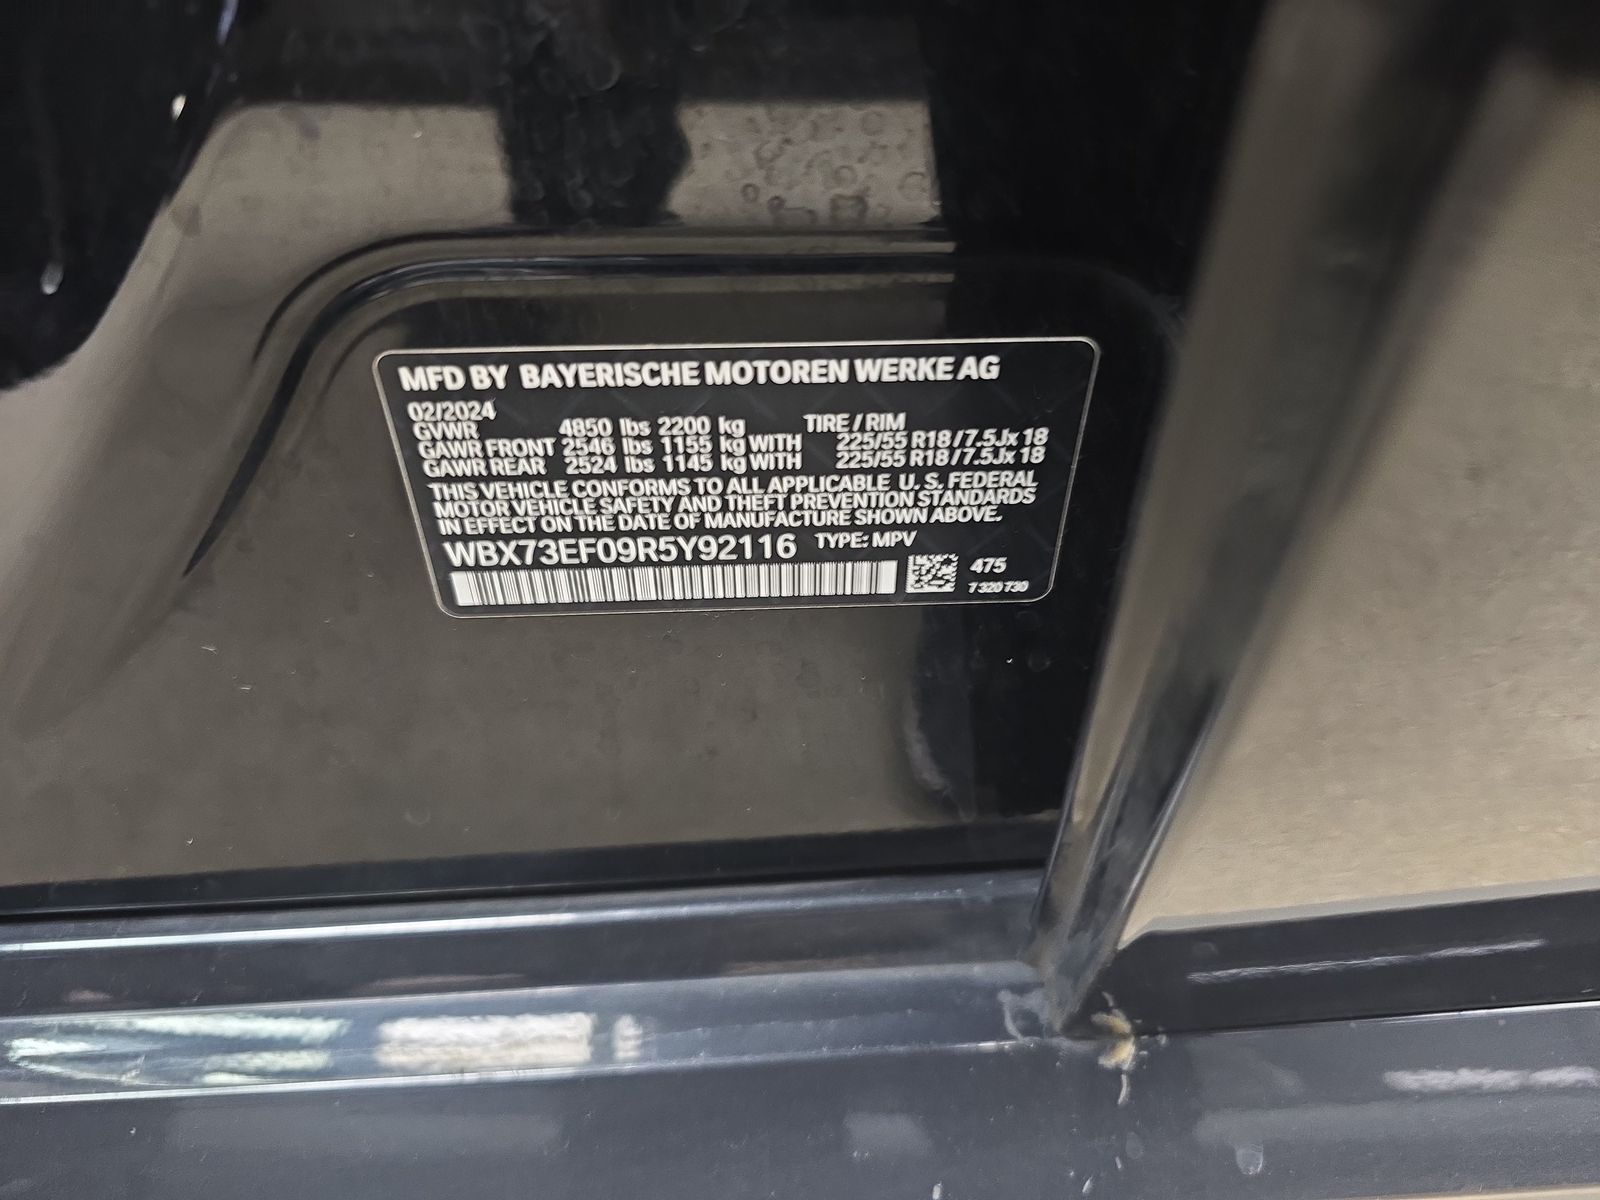 MFD BY BAYERISCHE MOTOREN WERKE AG
02/2024
GVWR 4850 lbs 2200 kg TIRE / RIM
GAWR FRONT 2546 lbs 1155 kg WITH 225/55 R18 / 7.5Jx 18
GAWR REAR 2524 lbs 1145 kg WITH 225/55 R18 / 7.5Jx 18
THIS VEHICLE CONFORMS TO ALL APPLICABLE U. S. FEDERAL
MOTOR VEHICLE SAFETY AND THEFT PREVENTION STANDARDS
IN EFFECT ON THE DATE OF MANUFACTURE SHOWN ABOVE.
WBX73EF09R5Y92116 TYPE: MPV
475
7 320 730